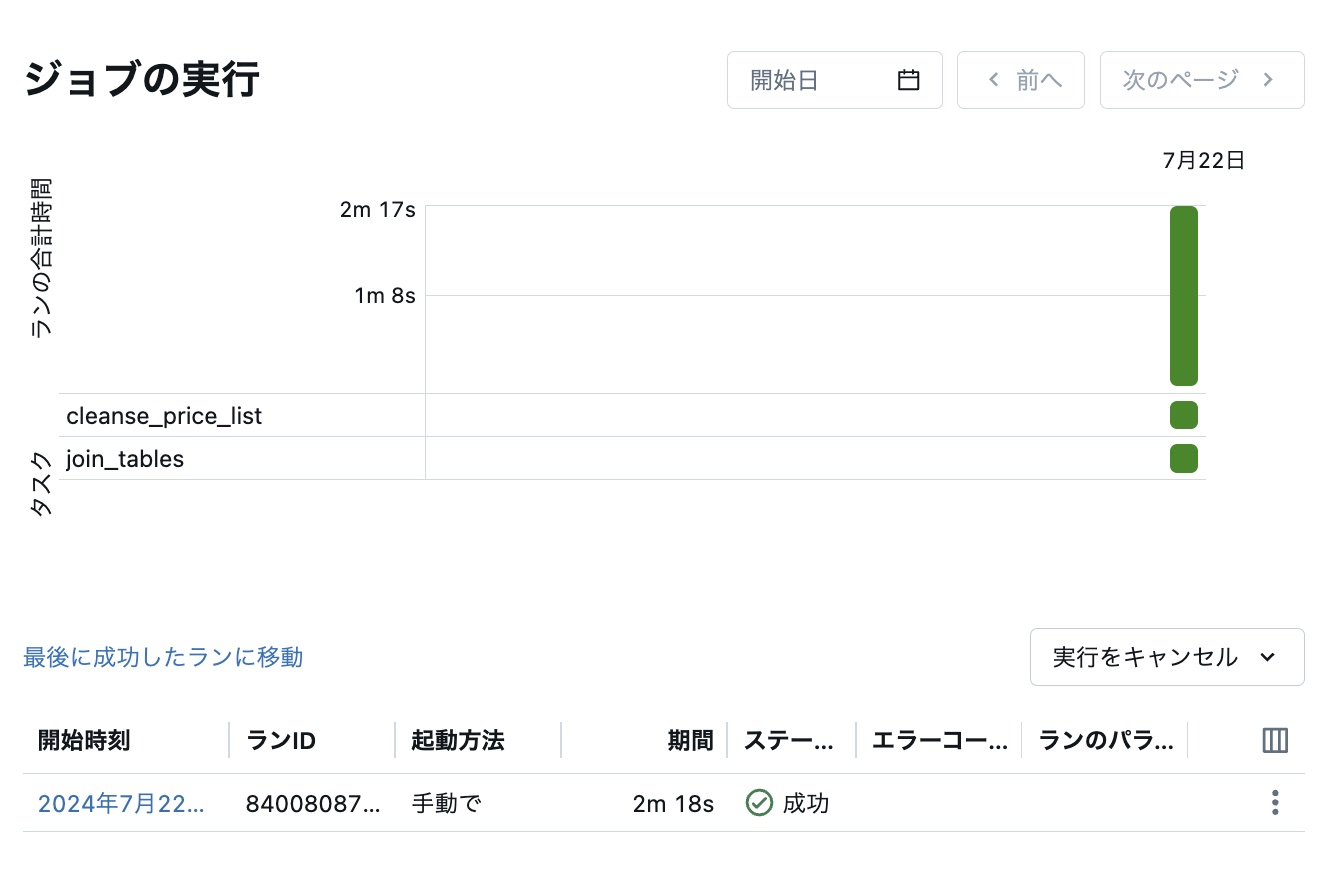 ジョブの実行
開始日
前へ
次のページ
7月22日
ランの合計時間
2m 17s
1m 8s
タスク
cleanse_price_list
join_tables
最後に成功したランに移動
実行をキャンセル
開始時刻 ランID 起動方法 期間 ステー... エラーコー... ランのパラ...
2024年7月22... 84008087... 手動で 2m 18s 成功